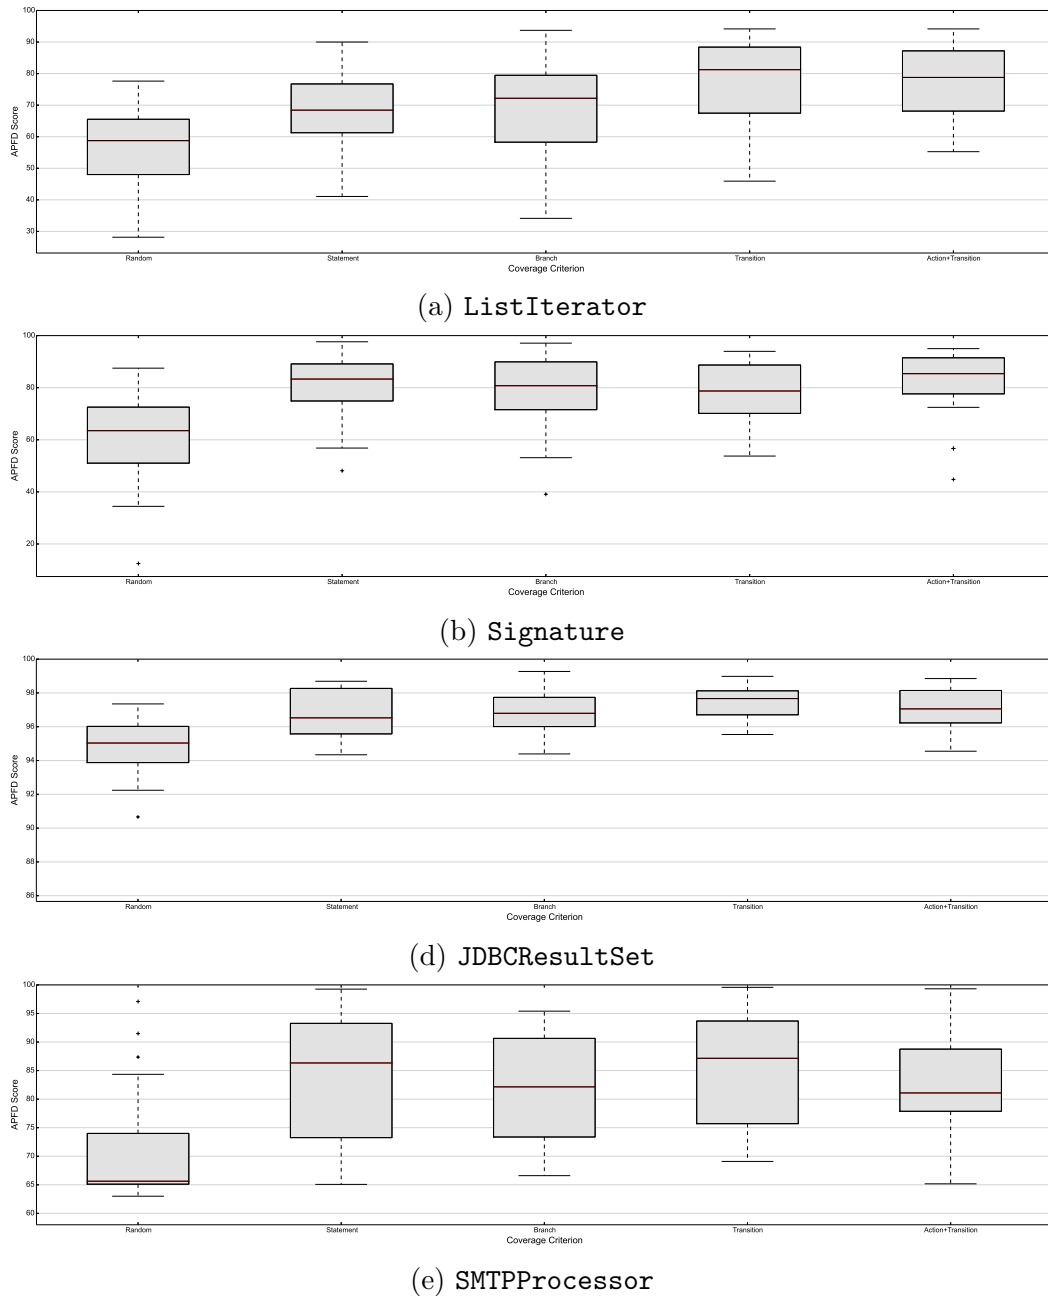 100
90
80
70
60
50
40
30
APFD Score
Random Statement Branch Transition Action+Transition
Coverage Criterion
(a) ListIterator
100
80
60
40
20
APFD Score
Random Statement Branch Transition Action+Transition
Coverage Criterion
(b) Signature
100
98
96
94
92
90
88
86
APFD Score
Random Statement Branch Transition Action+Transition
Coverage Criterion
(d) JDBCResultSet
100
95
90
85
80
75
70
65
60
APFD Score
Random Statement Branch Transition Action+Transition
Coverage Criterion
(e) SMTPProcessor